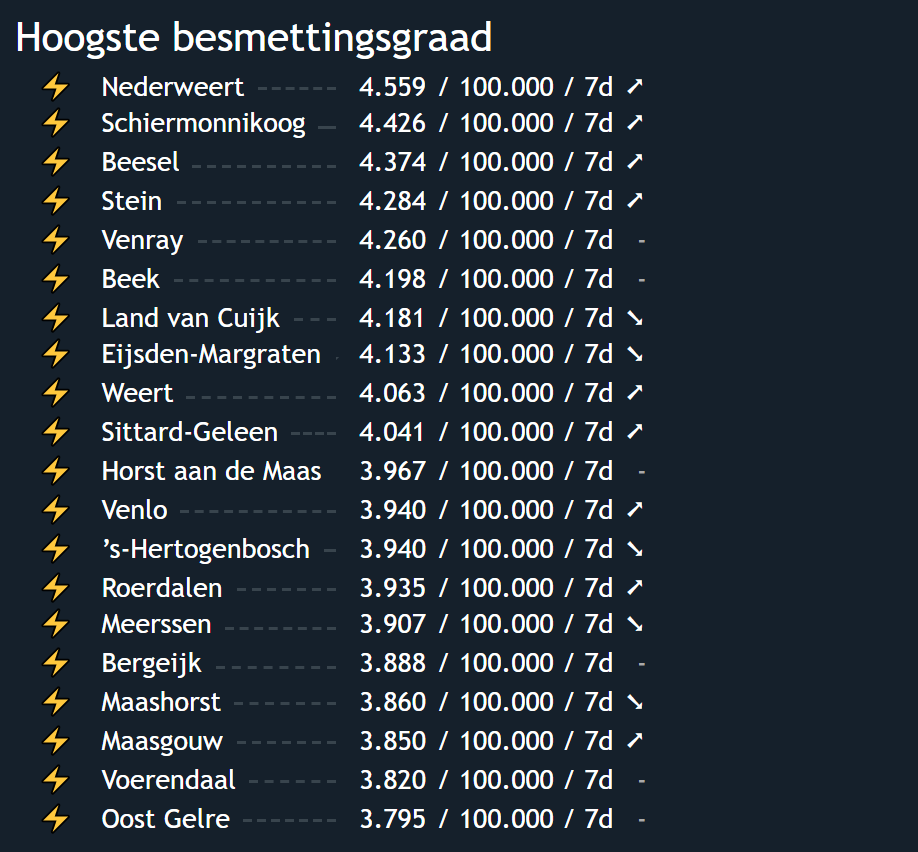 Hoogste besmettingsgraad
⚡ Nederweert ------ 4.559 / 100.000 / 7d ➚
⚡ Schiermonnikoog — 4.426 / 100.000 / 7d ➚
⚡ Beesel ---------- 4.374 / 100.000 / 7d ➚
⚡ Stein ----------- 4.284 / 100.000 / 7d ➚
⚡ Venray ---------- 4.260 / 100.000 / 7d -
⚡ Beek ----------- 4.198 / 100.000 / 7d -
⚡ Land van Cuijk --- 4.181 / 100.000 / 7d ➘
⚡ Eijsden-Margraten 4.133 / 100.000 / 7d ➘
⚡ Weert ---------- 4.063 / 100.000 / 7d ➚
⚡ Sittard-Geleen ---- 4.041 / 100.000 / 7d ➚
⚡ Horst aan de Maas 3.967 / 100.000 / 7d -
⚡ Venlo ----------- 3.940 / 100.000 / 7d ➚
⚡ ’s-Hertogenbosch - 3.940 / 100.000 / 7d ➘
⚡ Roerdalen ------- 3.935 / 100.000 / 7d ➚
⚡ Meerssen -------- 3.907 / 100.000 / 7d ➘
⚡ Bergeijk -------- 3.888 / 100.000 / 7d -
⚡ Maashorst ------- 3.860 / 100.000 / 7d ➘
⚡ Maasgouw ------- 3.850 / 100.000 / 7d ➚
⚡ Voerendaal ------ 3.820 / 100.000 / 7d -
⚡ Oost Gelre ------- 3.795 / 100.000 / 7d -